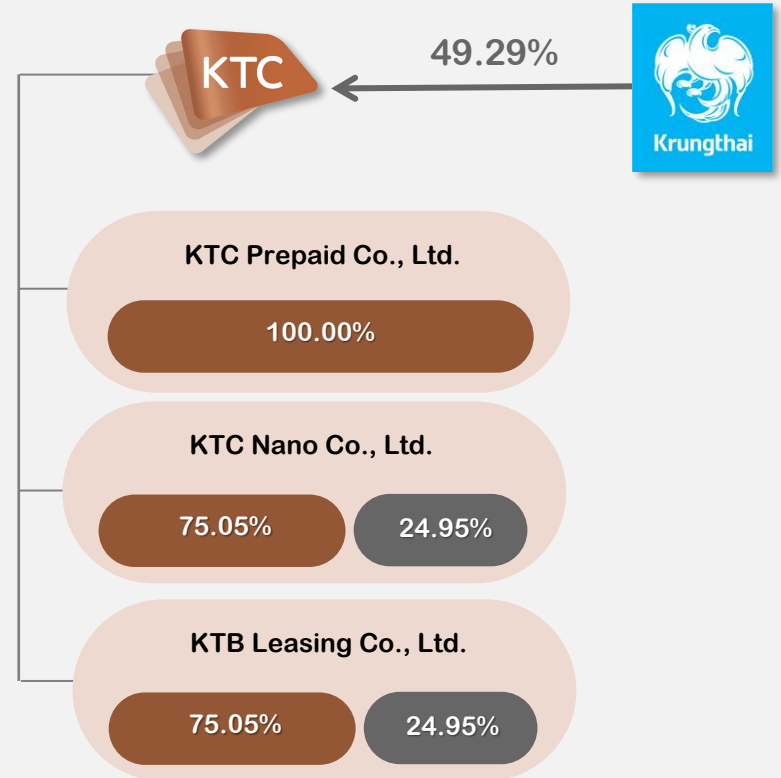 KTC
49.29%
Krungthai
KTC Prepaid Co., Ltd.
100.00%
KTC Nano Co., Ltd.
75.05%
24.95%
KTB Leasing Co., Ltd.
75.05%
24.95%